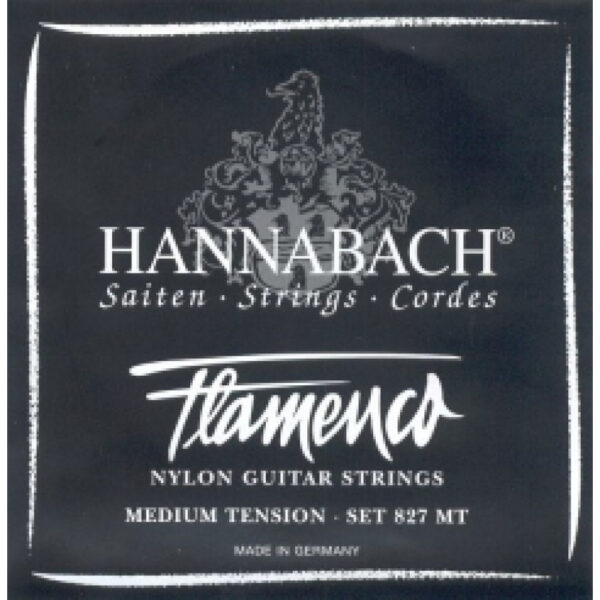 HANNABACH®
Saiten · Strings · Cordes
Flamenco
NYLON GUITAR STRINGS
MEDIUM TENSION · SET 827 MT
MADE IN GERMANY